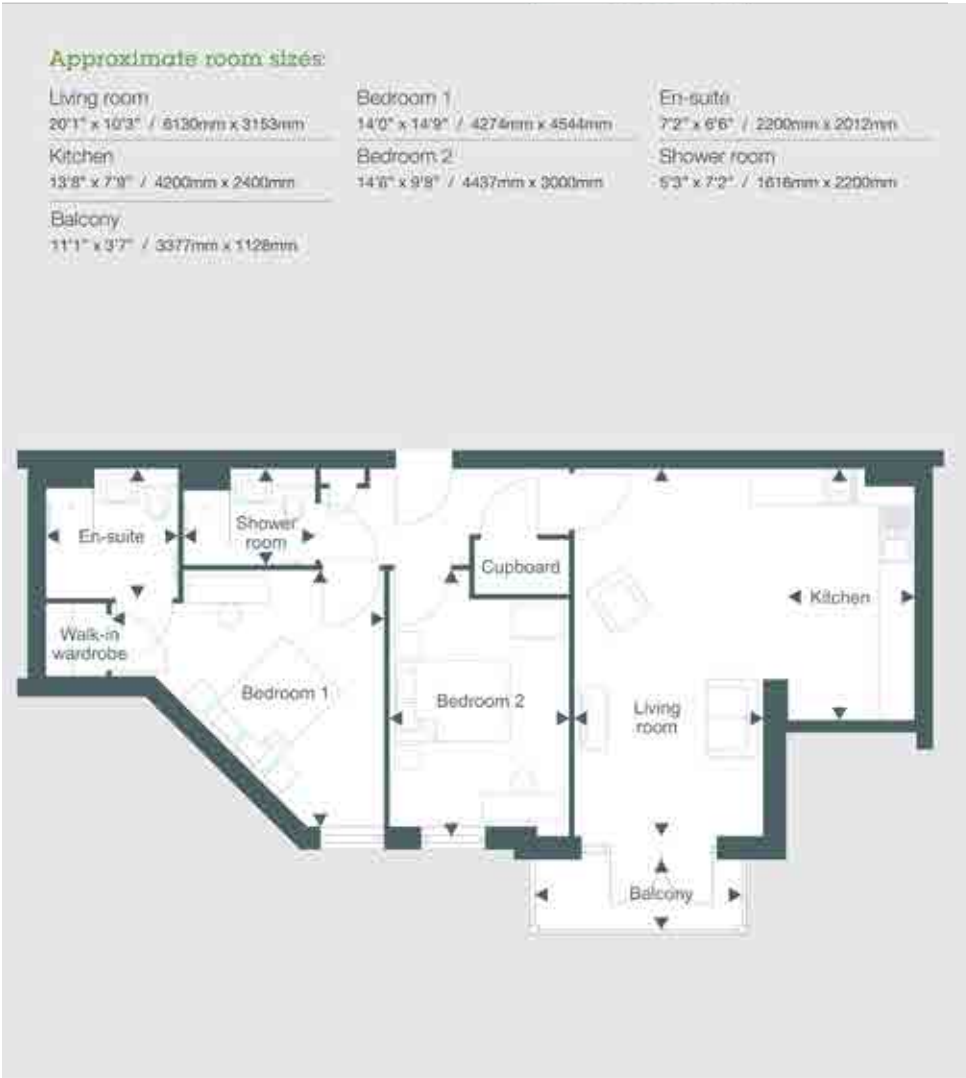 Approximate room sizes:
Living room
20'1" x 10'3" / 6130mm x 3153mm
Kitchen
13'8" x 7'9" / 4200mm x 2400mm
Balcony
11'1" x 3'7" / 3377mm x 1128mm
Bedroom 1
14'0" x 14'9" / 4274mm x 4544mm
Bedroom 2
14'6" x 9'8" / 4437mm x 3000mm
En-suite
7'2" x 6'6" / 2200mm x 2012mm
Shower room
5'3" x 7'2" / 1616mm x 2200mm
En-suite
Shower
room
Cupboard
Kitchen
Walk-in
wardrobe
Bedroom 1
Bedroom 2
Living
room
Balcony